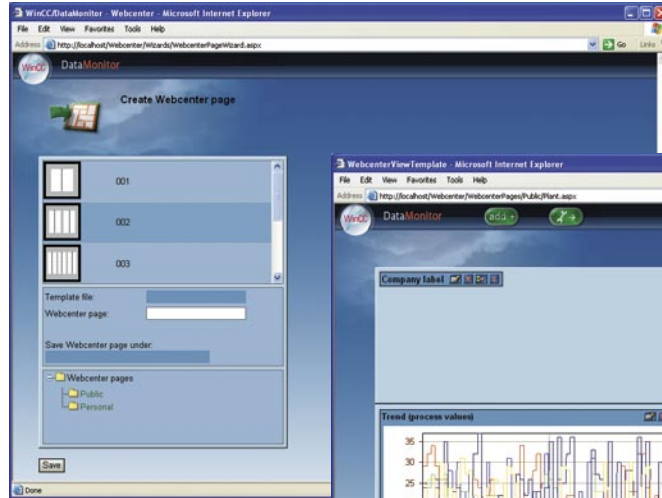 WinCC/DataMonitor - Webcenter - Microsoft Internet Explorer
File Edit View Favorites Tools Help
Address http://localhost/Webcenter/Wizards/WebcenterPageWizard.aspx Go Links
WinCC DataMonitor
Create Webcenter page
001
002
003
Template file:
Webcenter page:
Save Webcenter page under:
Webcenter pages
Public
Personal
Save
Done
WebcenterViewTemplate - Microsoft Internet Explorer
File Edit View Favorites Tools Help
Address http://localhost/Webcenter/WebcenterPages/Public/Plant.aspx
WinCC DataMonitor add +
Company label
Trend (process values)
35
30
25